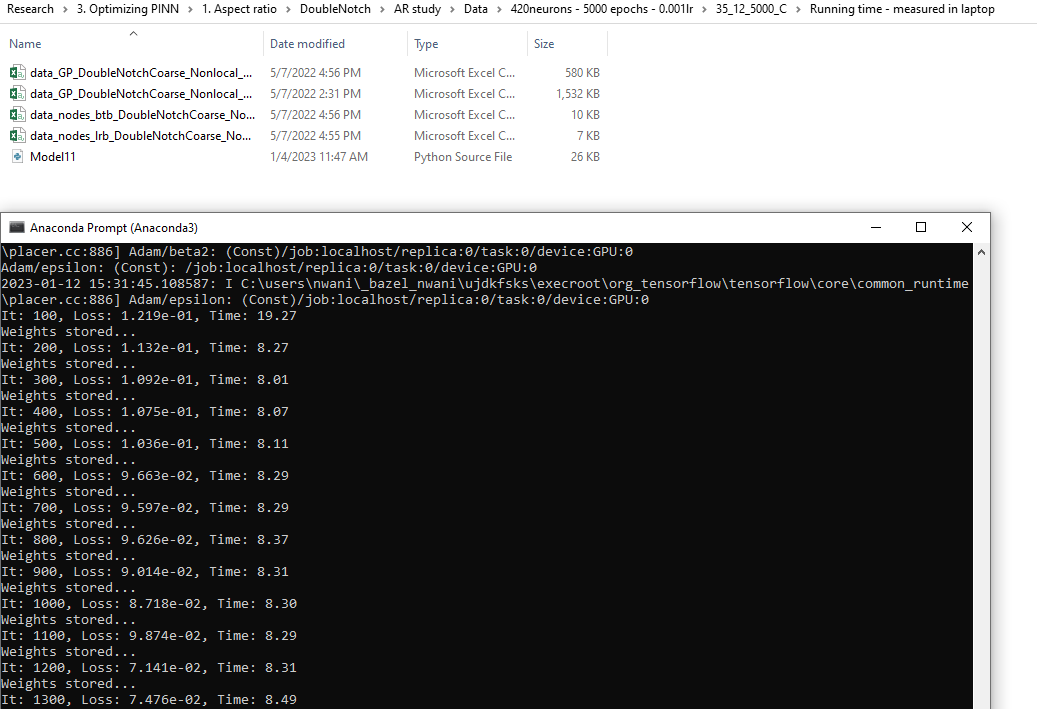 Research > 3. Optimizing PINN > 1. Aspect ratio > DoubleNotch > AR study > Data > 420neurons - 5000 epochs - 0.001lr > 35_12_5000_C > Running time - measured in laptop
Name Date modified Type Size
data_GP_DoubleNotchCoarse_Nonlocal_... 5/7/2022 4:56 PM Microsoft Excel C... 580 KB
data_GP_DoubleNotchCoarse_Nonlocal_... 5/7/2022 2:31 PM Microsoft Excel C... 1,532 KB
data_nodes_btb_DoubleNotchCoarse_No... 5/7/2022 4:56 PM Microsoft Excel C... 10 KB
data_nodes_lrb_DoubleNotchCoarse_No... 5/7/2022 4:55 PM Microsoft Excel C... 7 KB
Model11 1/4/2023 11:47 AM Python Source File 26 KB
Anaconda Prompt (Anaconda3)
\placer.cc:886] Adam/beta2: (Const)/job:localhost/replica:0/task:0/device:GPU:0
Adam/epsilon: (Const): /job:localhost/replica:0/task:0/device:GPU:0
2023-01-12 15:31:45.108587: I C:\users\nwani\_bazel_nwani\ujdkfsks\execroot\org_tensorflow\tensorflow\core\common_runtime
\placer.cc:886] Adam/epsilon: (Const)/job:localhost/replica:0/task:0/device:GPU:0
It: 100, Loss: 1.219e-01, Time: 19.27
Weights stored...
It: 200, Loss: 1.132e-01, Time: 8.27
Weights stored...
It: 300, Loss: 1.092e-01, Time: 8.01
Weights stored...
It: 400, Loss: 1.075e-01, Time: 8.07
Weights stored...
It: 500, Loss: 1.036e-01, Time: 8.11
Weights stored...
It: 600, Loss: 9.663e-02, Time: 8.29
Weights stored...
It: 700, Loss: 9.597e-02, Time: 8.29
Weights stored...
It: 800, Loss: 9.626e-02, Time: 8.37
Weights stored...
It: 900, Loss: 9.014e-02, Time: 8.31
Weights stored...
It: 1000, Loss: 8.718e-02, Time: 8.30
Weights stored...
It: 1100, Loss: 9.874e-02, Time: 8.29
Weights stored...
It: 1200, Loss: 7.141e-02, Time: 8.31
Weights stored...
It: 1300, Loss: 7.476e-02, Time: 8.49